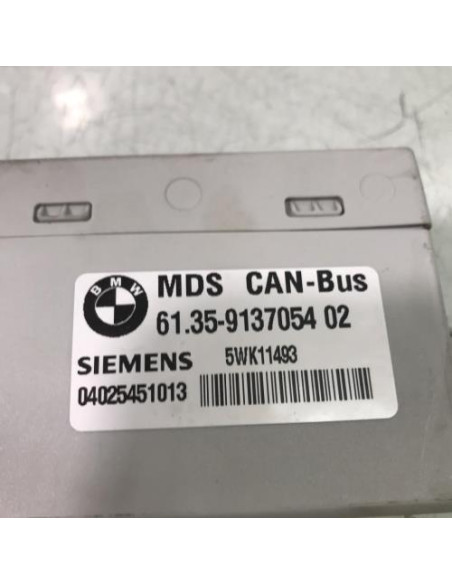 BMW
MDS CAN-Bus
61.35-9137054 02
SIEMENS 5WK11493
04025451013